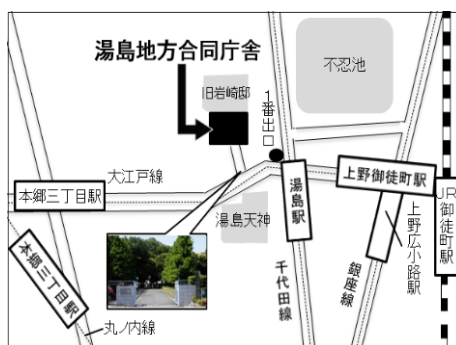 湯島地方合同庁舎
不忍池
旧岩崎邸
1番出口
大江戸線
本郷三丁目駅
湯島駅
上野御徒町駅
JR御徒町駅
湯島天神
上野広小路駅
本郷三丁目駅
千代田線
銀座線
丸ノ内線